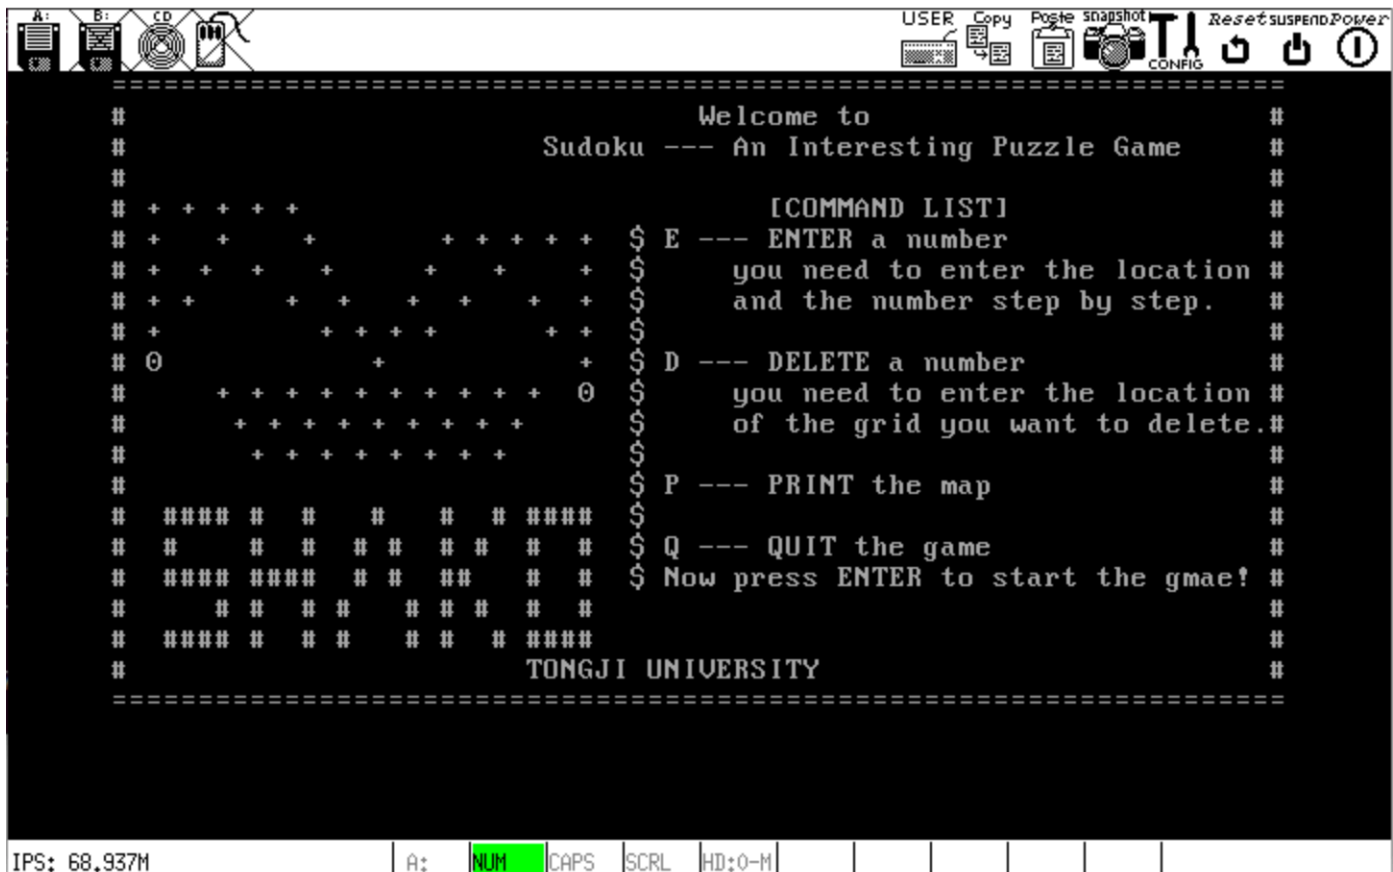 A: B: CD USER Copy Poste snapshot CONFIG Reset SUSPEND Power
Welcome to
Sudoku --- An Interesting Puzzle Game
[COMMAND LIST]
$ E --- ENTER a number
$ you need to enter the location
$ and the number step by step.
$
$ D --- DELETE a number
$ you need to enter the location
$ of the grid you want to delete.
$
$ P --- PRINT the map
$
$ Q --- QUIT the game
$ Now press ENTER to start the gmae!
TONGJI UNIVERSITY
IPS: 68.937M A: NUM CAPS SCRL HD:0-M